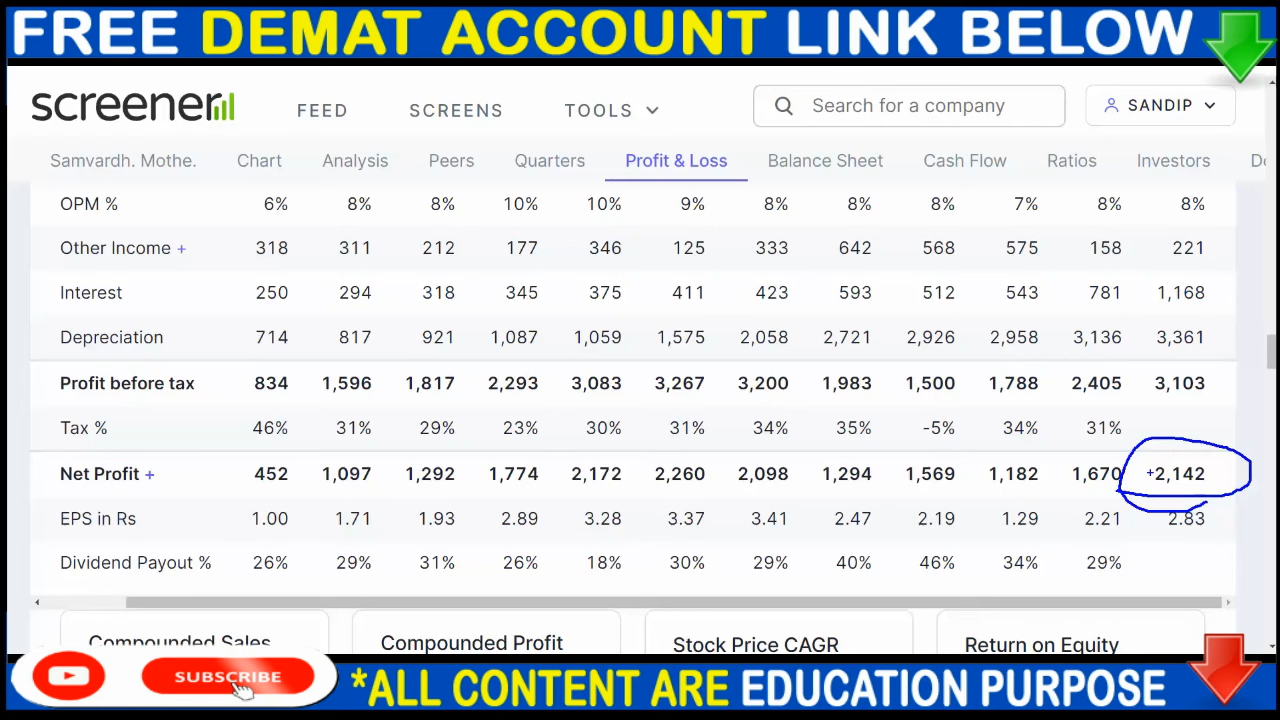 FREE DEMAT ACCOUNT LINK BELOW
screener FEED SCREENS TOOLS Search for a company SANDIP
Samvardh. Mothe. Chart Analysis Peers Quarters Profit & Loss Balance Sheet Cash Flow Ratios Investors
OPM % 6% 8% 8% 10% 10% 9% 8% 8% 8% 7% 8% 8%
Other Income + 318 311 212 177 346 125 333 642 568 575 158 221
Interest 250 294 318 345 375 411 423 593 512 543 781 1,168
Depreciation 714 817 921 1,087 1,059 1,575 2,058 2,721 2,926 2,958 3,136 3,361
Profit before tax 834 1,596 1,817 2,293 3,083 3,267 3,200 1,983 1,500 1,788 2,405 3,103
Tax % 46% 31% 29% 23% 30% 31% 34% 35% -5% 34% 31%
Net Profit + 452 1,097 1,292 1,774 2,172 2,260 2,098 1,294 1,569 1,182 1,670 2,142
EPS in Rs 1.00 1.71 1.93 2.89 3.28 3.37 3.41 2.47 2.19 1.29 2.21 2.83
Dividend Payout % 26% 29% 31% 26% 18% 30% 29% 40% 46% 34% 29%
Compounded Sales Compounded Profit Stock Price CAGR Return on Equity
SUBSCRIBE
*ALL CONTENT ARE EDUCATION PURPOSE